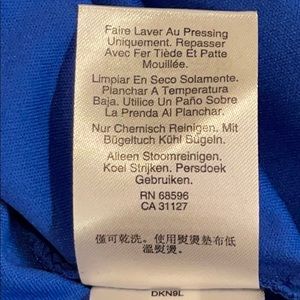 Faire Laver Au Pressing
Uniquement. Repasser
Avec Fer Tiède Et Patte
Mouillée.
Limpiar En Seco Solamente.
Planchar A Temperatura
Baja. Utilice Un Paño Sobre
La Prenda Al Planchar.
Nur Chemisch Reinigen. Mit
Bügeltuch Kühl Bügeln.
Alleen Stoomreinigen.
Koel Strijken. Persdoek
Gebruiken.
RN 68596
CA 31127
僅可乾洗。使用熨燙墊布低
溫熨燙。
DKN9L